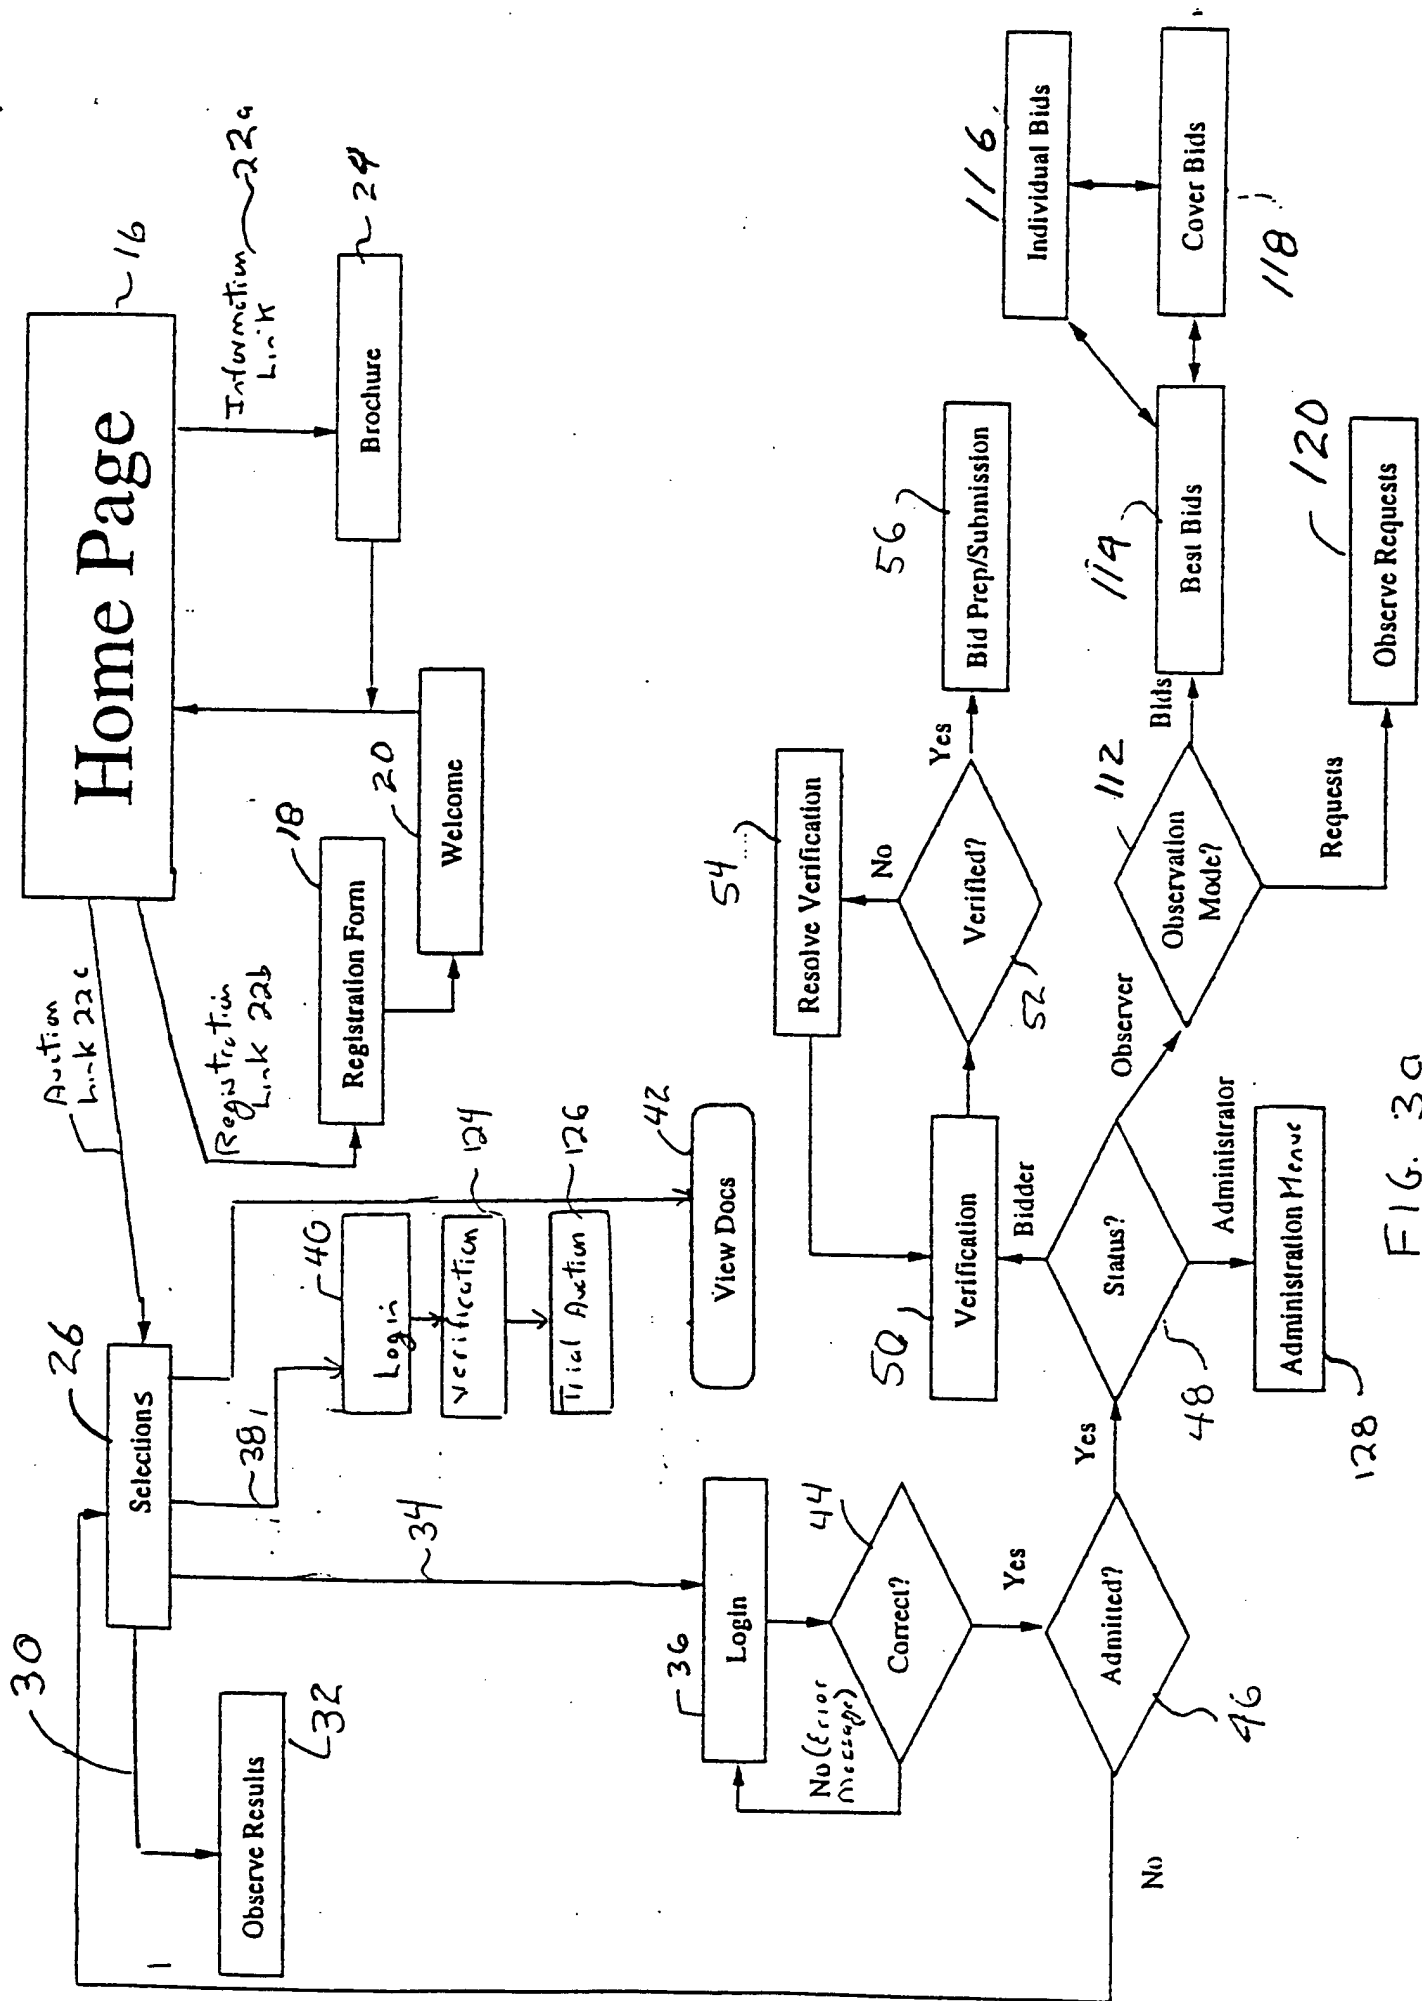 Home Page
16
Information 22a
Link
Brochure
24
Auction
Link 22c
Registration
Link 22b
18
Registration Form
20
Welcome
26
Selections
30
Observe Results
32
34
38
40
Login
124
Verification
126
Trial Auction
42
View Docs
36
Login
44
Correct?
No (Error
Message)
Yes
Admitted?
46
No
Yes
Status?
48
Bidder
Administrator
Observer
Administration Menue
128
50
Verification
52
Verified?
No
Yes
54
Resolve Verification
56
Bid Prep/Submission
112
Observation
Mode?
Bids
Requests
114
Best Bids
116
Individual Bids
Cover Bids
118
120
Observe Requests
FIG. 3a